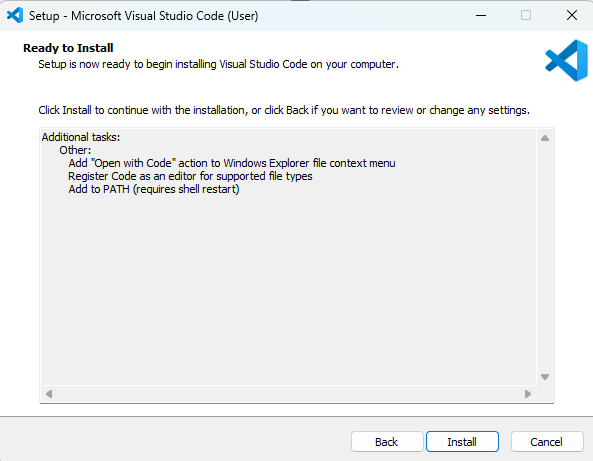 Setup - Microsoft Visual Studio Code (User)
Ready to Install
Setup is now ready to begin installing Visual Studio Code on your computer.
Click Install to continue with the installation, or click Back if you want to review or change any settings.
Additional tasks:
Other:
Add "Open with Code" action to Windows Explorer file context menu
Register Code as an editor for supported file types
Add to PATH (requires shell restart)
Back
Install
Cancel